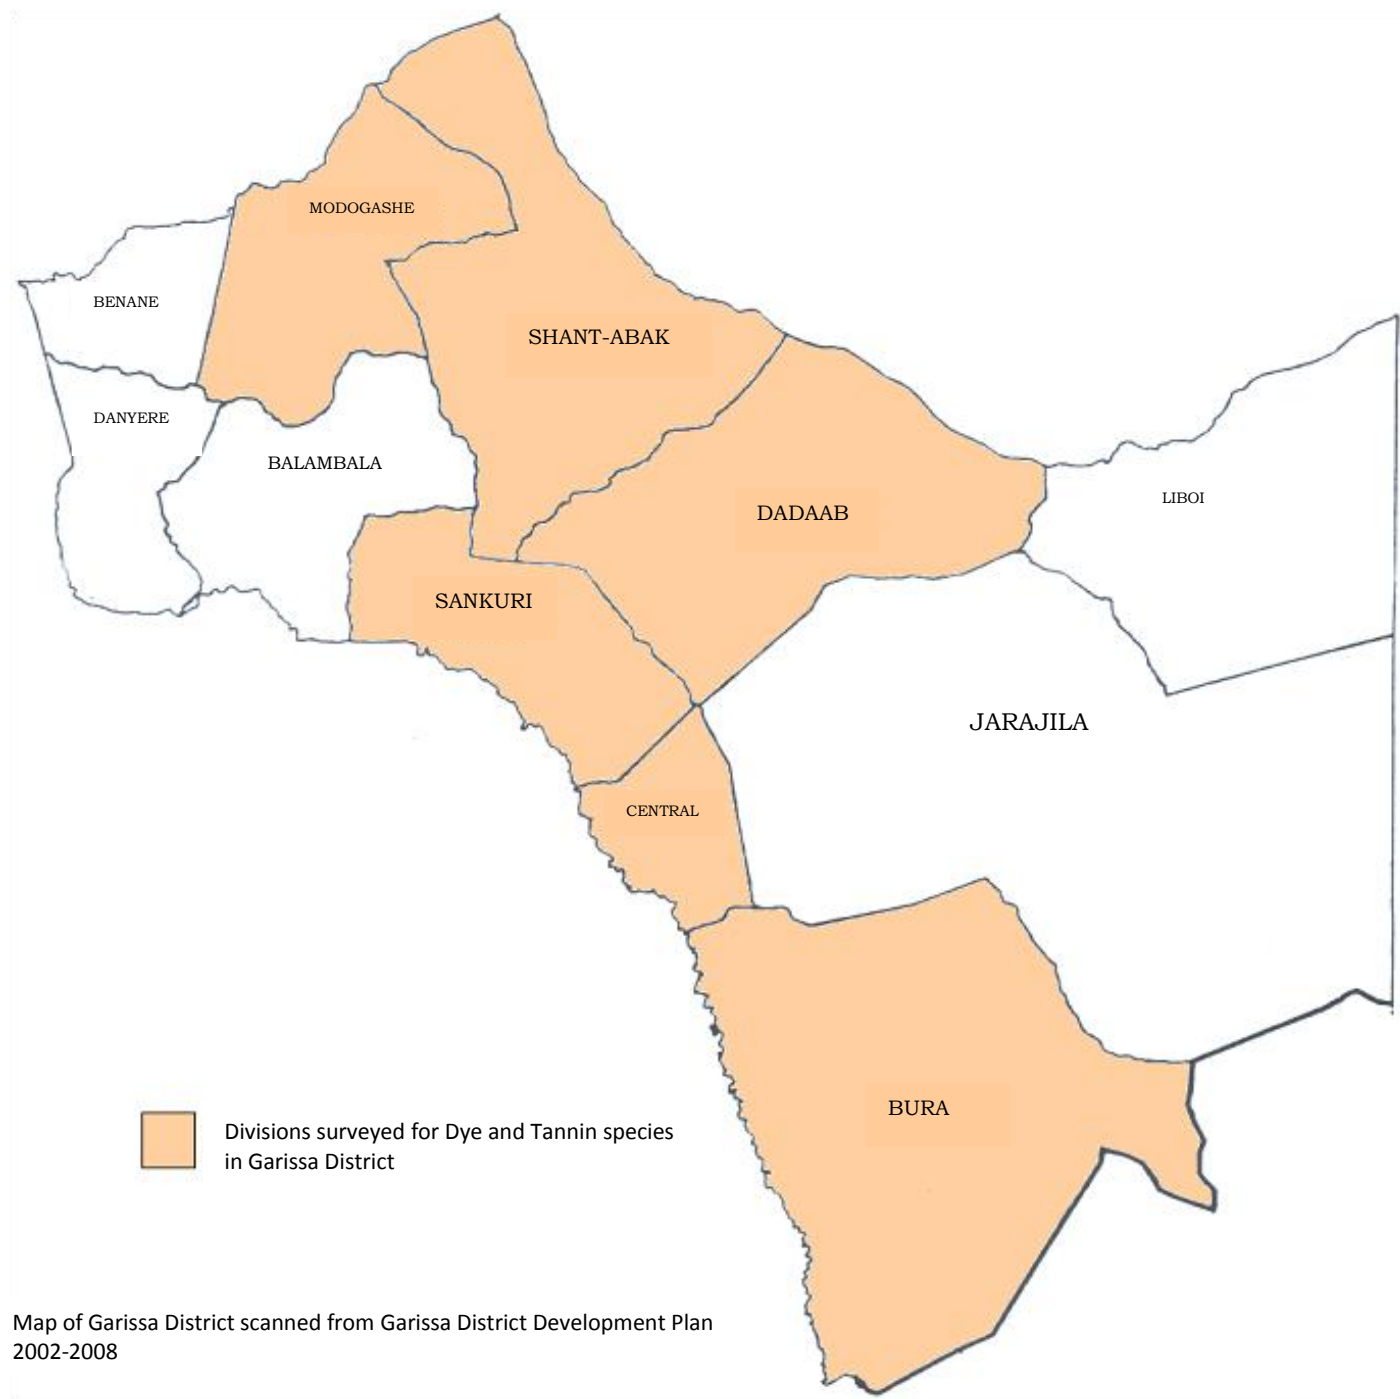 MODOGASHE
BENANE
SHANT-ABAK
DANYERE
BALAMBALA
LIBOI
DADAAB
SANKURI
JARAJILA
CENTRAL
BURA
Divisions surveyed for Dye and Tannin species
in Garissa District
Map of Garissa District scanned from Garissa District Development Plan
2002-2008